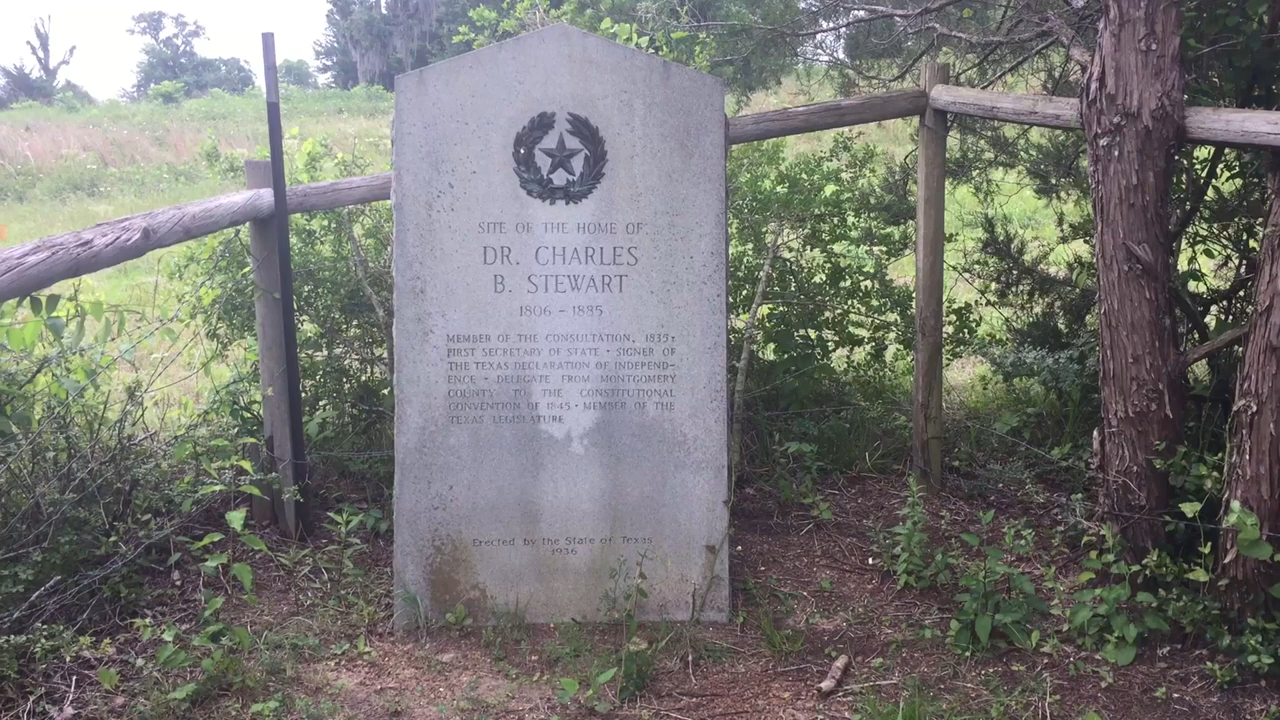 SITE OF THE HOME OF
DR. CHARLES
B. STEWART
1806 - 1885
MEMBER OF THE CONSULTATION, 1835 •
FIRST SECRETARY OF STATE • SIGNER OF
THE TEXAS DECLARATION OF INDEPEND-
ENCE • DELEGATE FROM MONTGOMERY
COUNTY TO THE CONSTITUTIONAL
CONVENTION OF 1845 • MEMBER OF THE
TEXAS LEGISLATURE
Erected by the State of Texas
1936